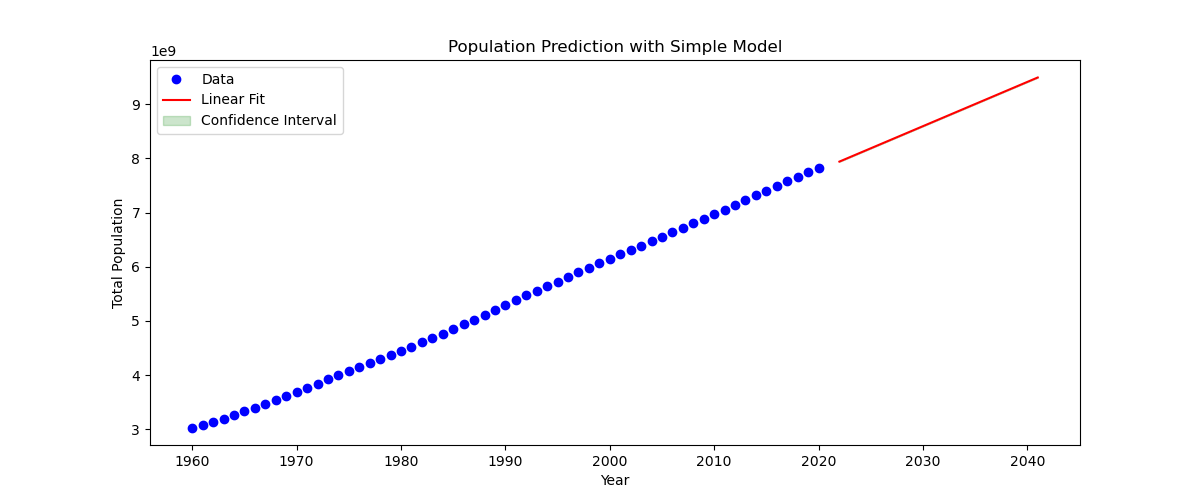 Population Prediction with Simple Model
1e9
Data
Linear Fit
Confidence Interval
9
8
7
6
5
4
3
Total Population
1960 1970 1980 1990 2000 2010 2020 2030 2040
Year